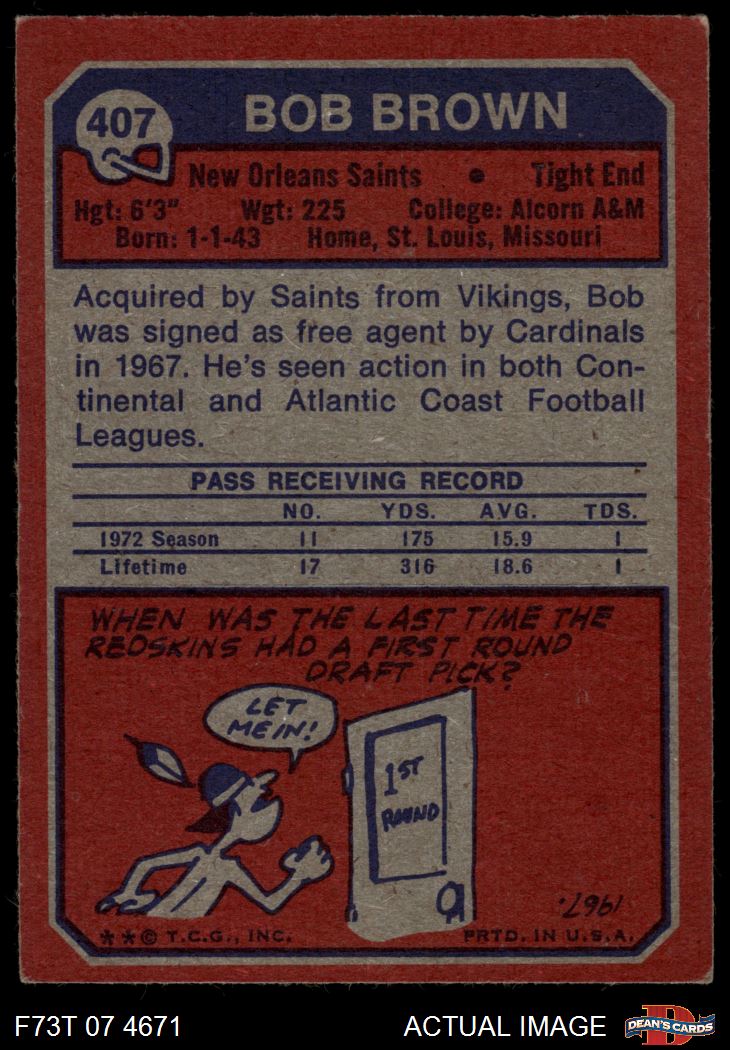 407
BOB BROWN
New Orleans Saints • Tight End
Hgt: 6'3" Wgt: 225 College: Alcorn A&M
Born: 1-1-43 Home, St. Louis, Missouri
Acquired by Saints from Vikings, Bob
was signed as free agent by Cardinals
in 1967. He's seen action in both Con-
tinental and Atlantic Coast Football
Leagues.
PASS RECEIVING RECORD
NO. YDS. AVG. TDS.
1972 Season 11 175 15.9 1
Lifetime 17 316 18.6 1
WHEN WAS THE LAST TIME THE
REDSKINS HAD A FIRST ROUND
DRAFT PICK?
LET
ME IN!
1ST
ROUND
1967.
**© T.C.G., INC. PRTD. IN U.S.A.
F73T 07 4671 ACTUAL IMAGE
D
DEAN'S CARDS